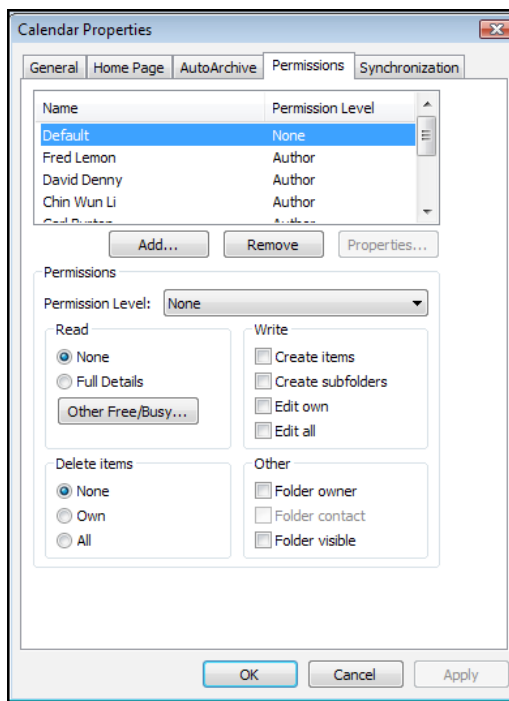 Calendar Properties
General Home Page AutoArchive Permissions Synchronization
Name Permission Level
Default None
Fred Lemon Author
David Denny Author
Chin Wun Li Author
Add... Remove Properties...
Permissions
Permission Level: None
Read Write
None Create items
Full Details Create subfolders
Other Free/Busy... Edit own
Edit all
Delete items Other
None Folder owner
Own Folder contact
All Folder visible
OK Cancel Apply